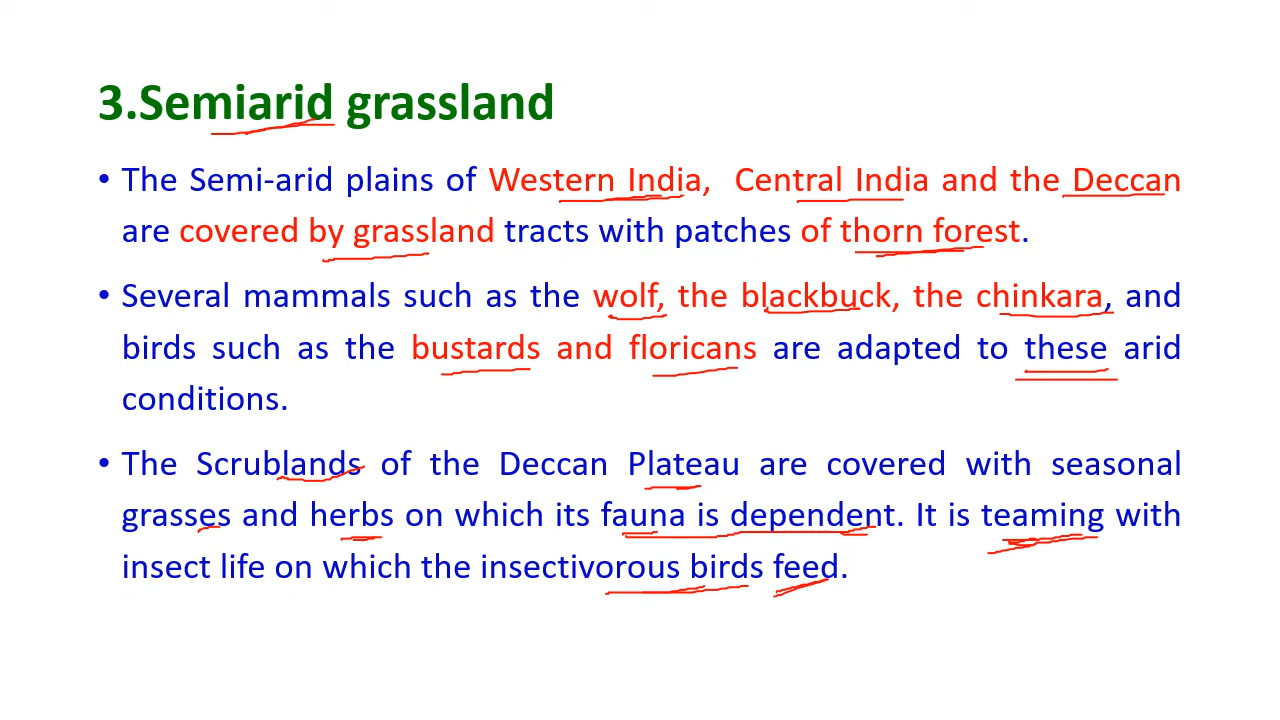 3.Semiarid grassland
• The Semi-arid plains of Western India, Central India and the Deccan
are covered by grassland tracts with patches of thorn forest.
• Several mammals such as the wolf, the blackbuck, the chinkara, and
birds such as the bustards and floricans are adapted to these arid
conditions.
• The Scrublands of the Deccan Plateau are covered with seasonal
grasses and herbs on which its fauna is dependent. It is teaming with
insect life on which the insectivorous birds feed.